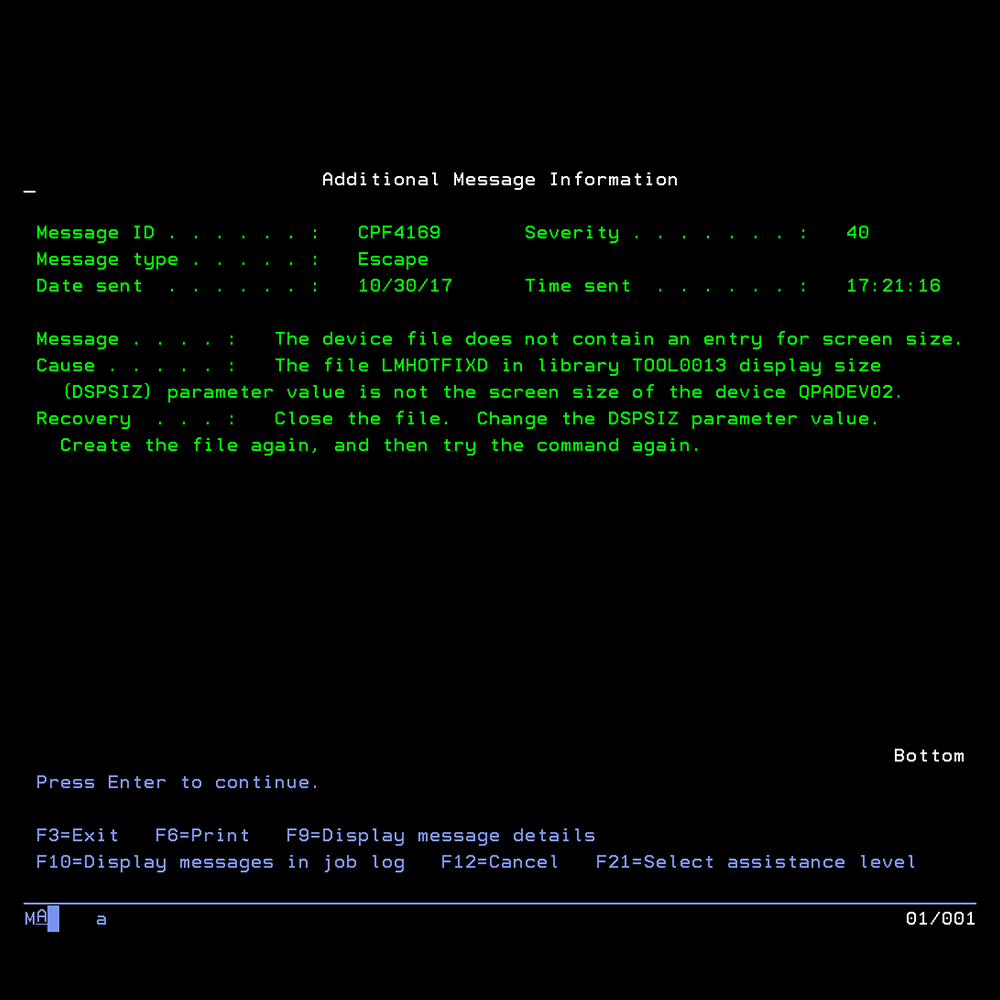 Additional Message Information
Message ID . . . . . . :   CPF4169       Severity . . . . . . . :   40
Message type . . . . . :   Escape
Date sent  . . . . . . :   10/30/17      Time sent  . . . . . . :   17:21:16
Message . . . . :   The device file does not contain an entry for screen size.
Cause . . . . . :   The file LMHOTFIXD in library TOOL0013 display size
(DSPSIZ) parameter value is not the screen size of the device QPADEV02.
Recovery  . . . :   Close the file.  Change the DSPSIZ parameter value.
Create the file again, and then try the command again.
Bottom
Press Enter to continue.
F3=Exit   F6=Print   F9=Display message details
F10=Display messages in job log   F12=Cancel   F21=Select assistance level
MA   a   01/001